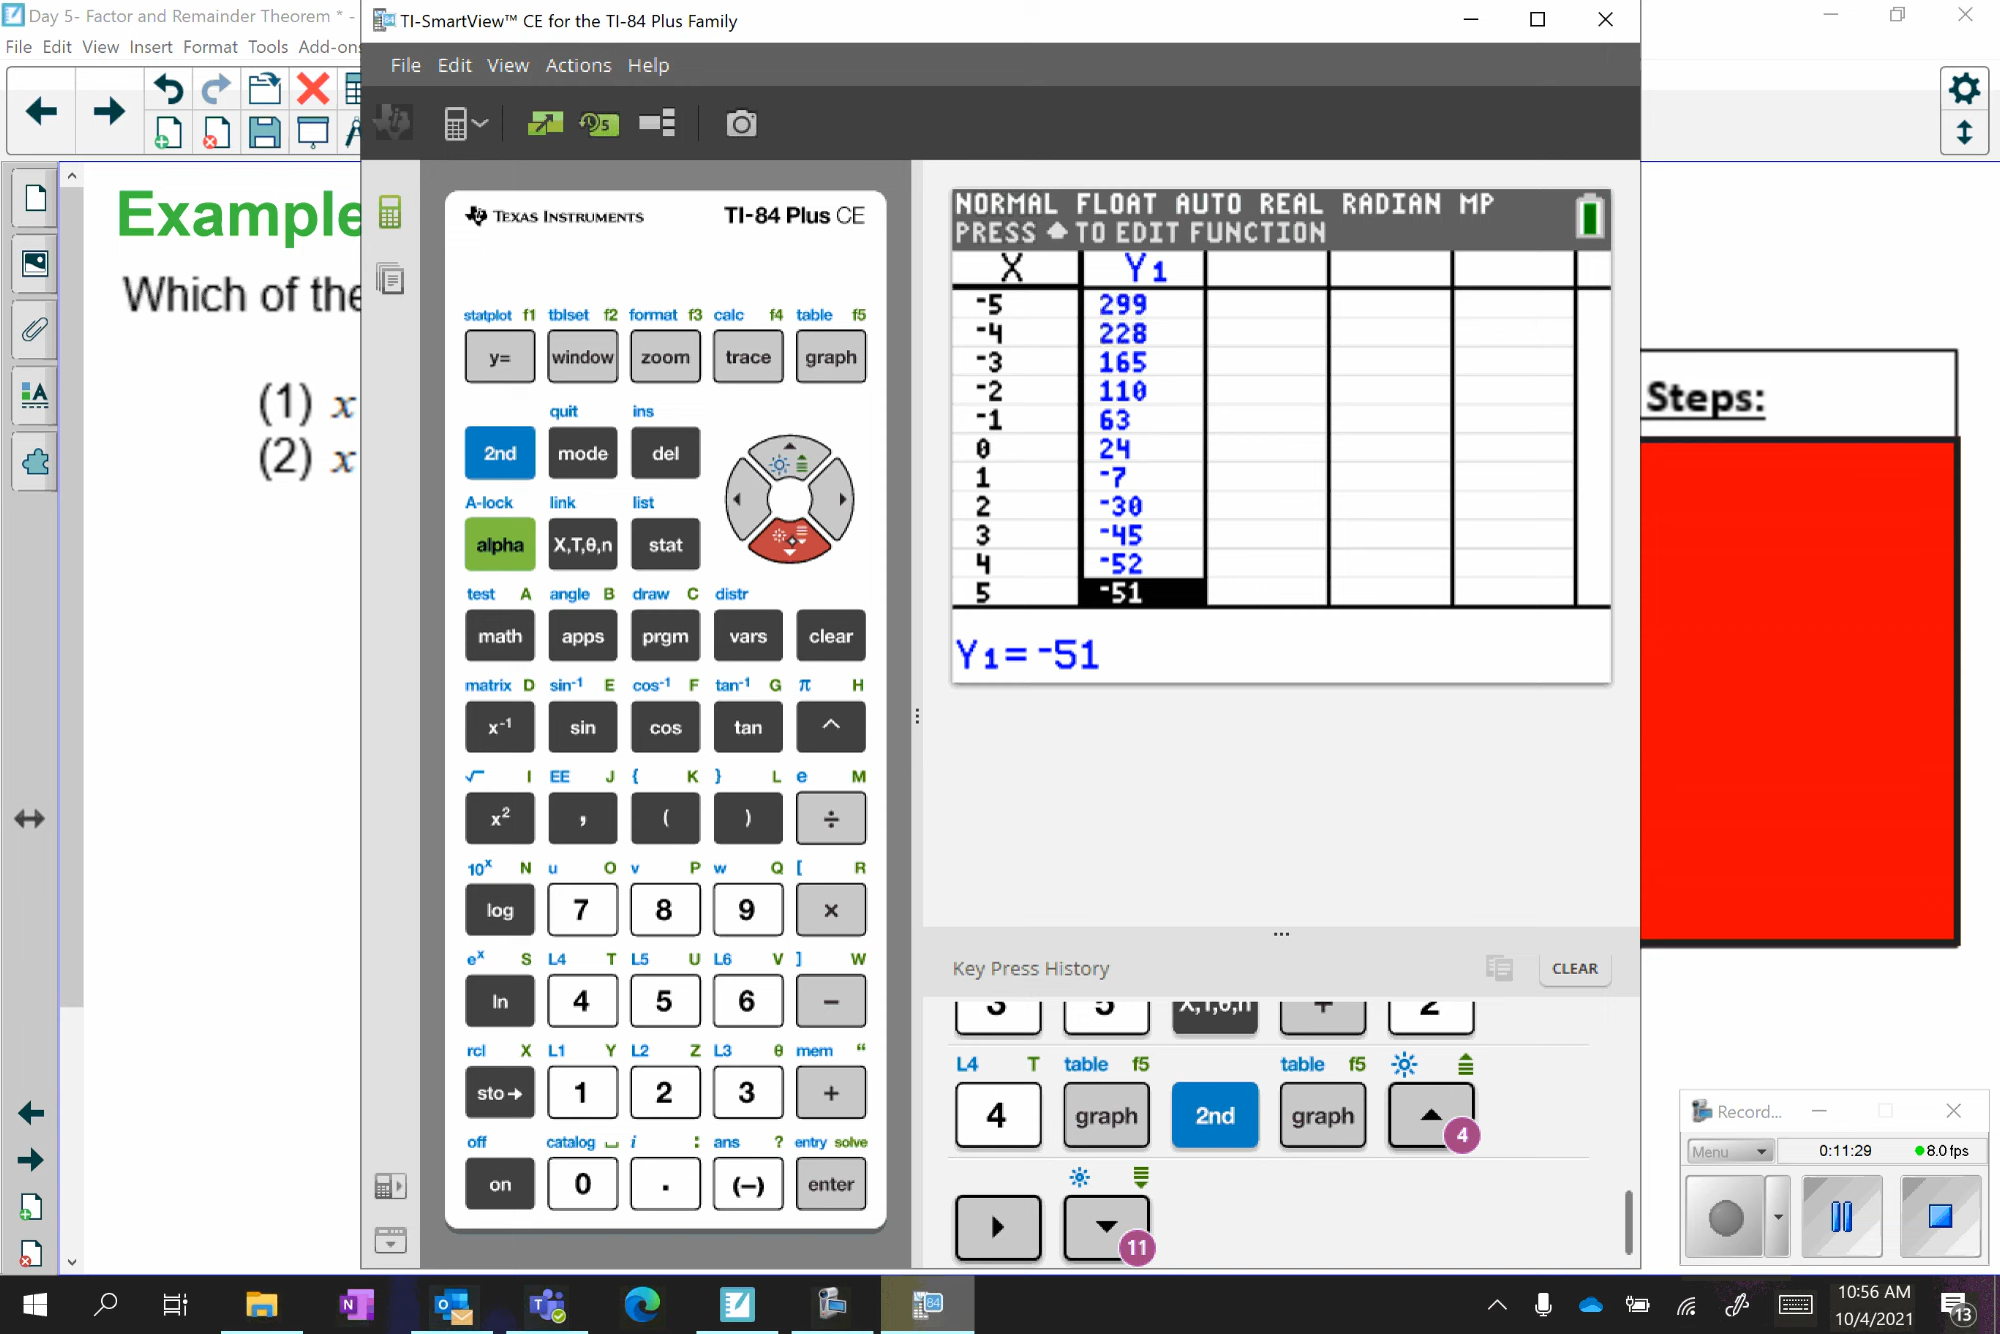 Day 5- Factor and Remainder Theorem * -
File Edit View Insert Format Tools Add-ons
TI-SmartView™ CE for the TI-84 Plus Family
File Edit View Actions Help
Example
Which of the
(1) x
(2) x
Steps:
TEXAS INSTRUMENTS TI-84 Plus CE
statplot f1 tblset f2 format f3 calc f4 table f5
y= window zoom trace graph
quit ins
2nd mode del
A-lock link list
alpha X,T,θ,n stat
test A angle B draw C distr
math apps prgm vars clear
matrix D sin⁻¹ E cos⁻¹ F tan⁻¹ G π H
x⁻¹ sin cos tan ^
√ I EE J { K } L e M
x² , ( ) ÷
10ˣ N u O v P w Q [ R
log 7 8 9 ×
eˣ S L4 T L5 U L6 V ] W
ln 4 5 6 −
rcl X L1 Y L2 Z L3 θ mem “
sto→ 1 2 3 +
off catalog ⎵ i : ans ? entry solve
on 0 . (−) enter
NORMAL FLOAT AUTO REAL RADIAN MP
PRESS ↑ TO EDIT FUNCTION
X Y1
-5 299
-4 228
-3 165
-2 110
-1 63
0 24
1 -7
2 -30
3 -45
4 -52
5 -51
Y1=-51
Key Press History CLEAR
3 5 X,T,θ,n + 2
L4 T table f5 table f5
4 graph 2nd graph 4
11
Record...
Menu 0:11:29 8.0 fps
10:56 AM
10/4/2021
13